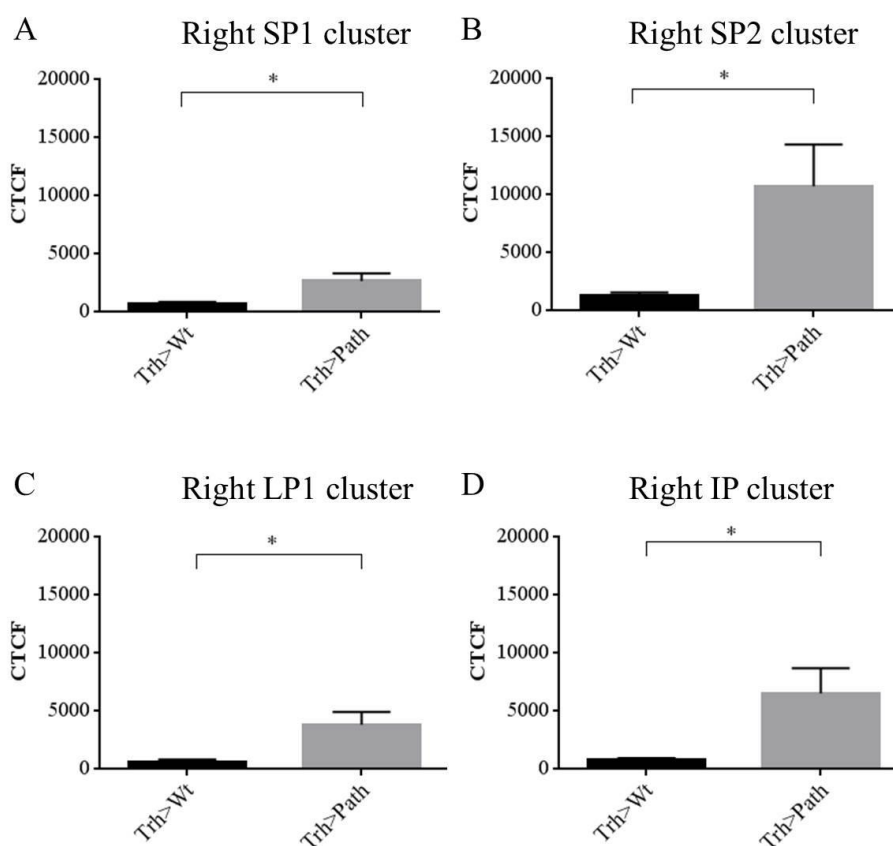 A
Right SP1 cluster
20000
15000
10000
5000
0
CTCF
*
Trh>Wt
Trh>Path
B
Right SP2 cluster
20000
15000
10000
5000
0
CTCF
*
Trh>Wt
Trh>Path
C
Right LP1 cluster
20000
15000
10000
5000
0
CTCF
*
Trh>Wt
Trh>Path
D
Right IP cluster
20000
15000
10000
5000
0
CTCF
*
Trh>Wt
Trh>Path